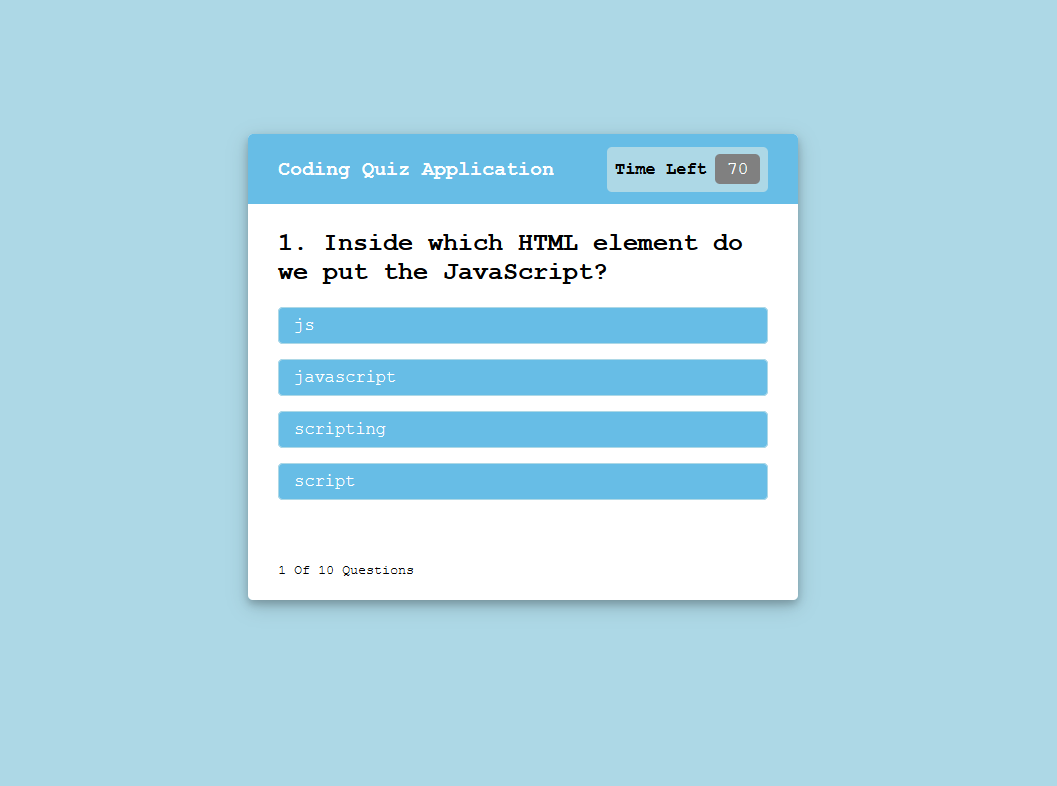 Coding Quiz Application
Time Left 70
1. Inside which HTML element do
we put the JavaScript?
js
javascript
scripting
script
1 Of 10 Questions